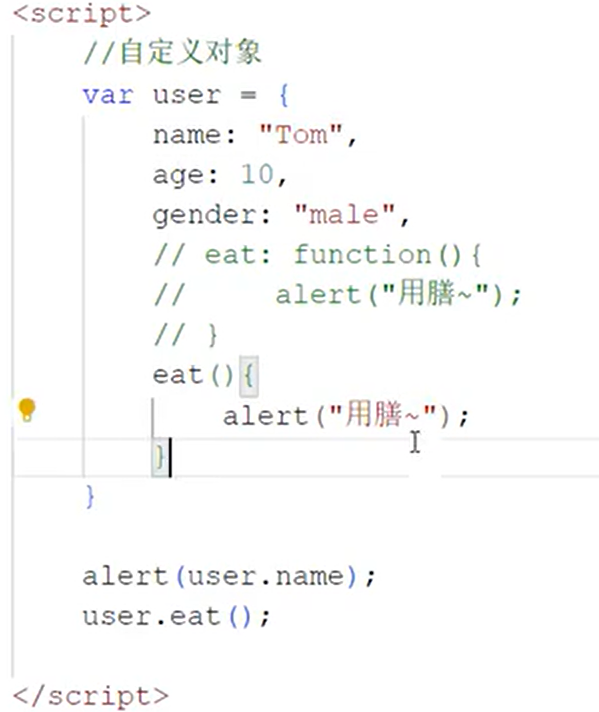 <script>
//自定义对象
var user = {
name: "Tom",
age: 10,
gender: "male",
// eat: function(){
//     alert("用膳~");
// }
eat(){
alert("用膳~");
}
}
alert(user.name);
user.eat();
</script>